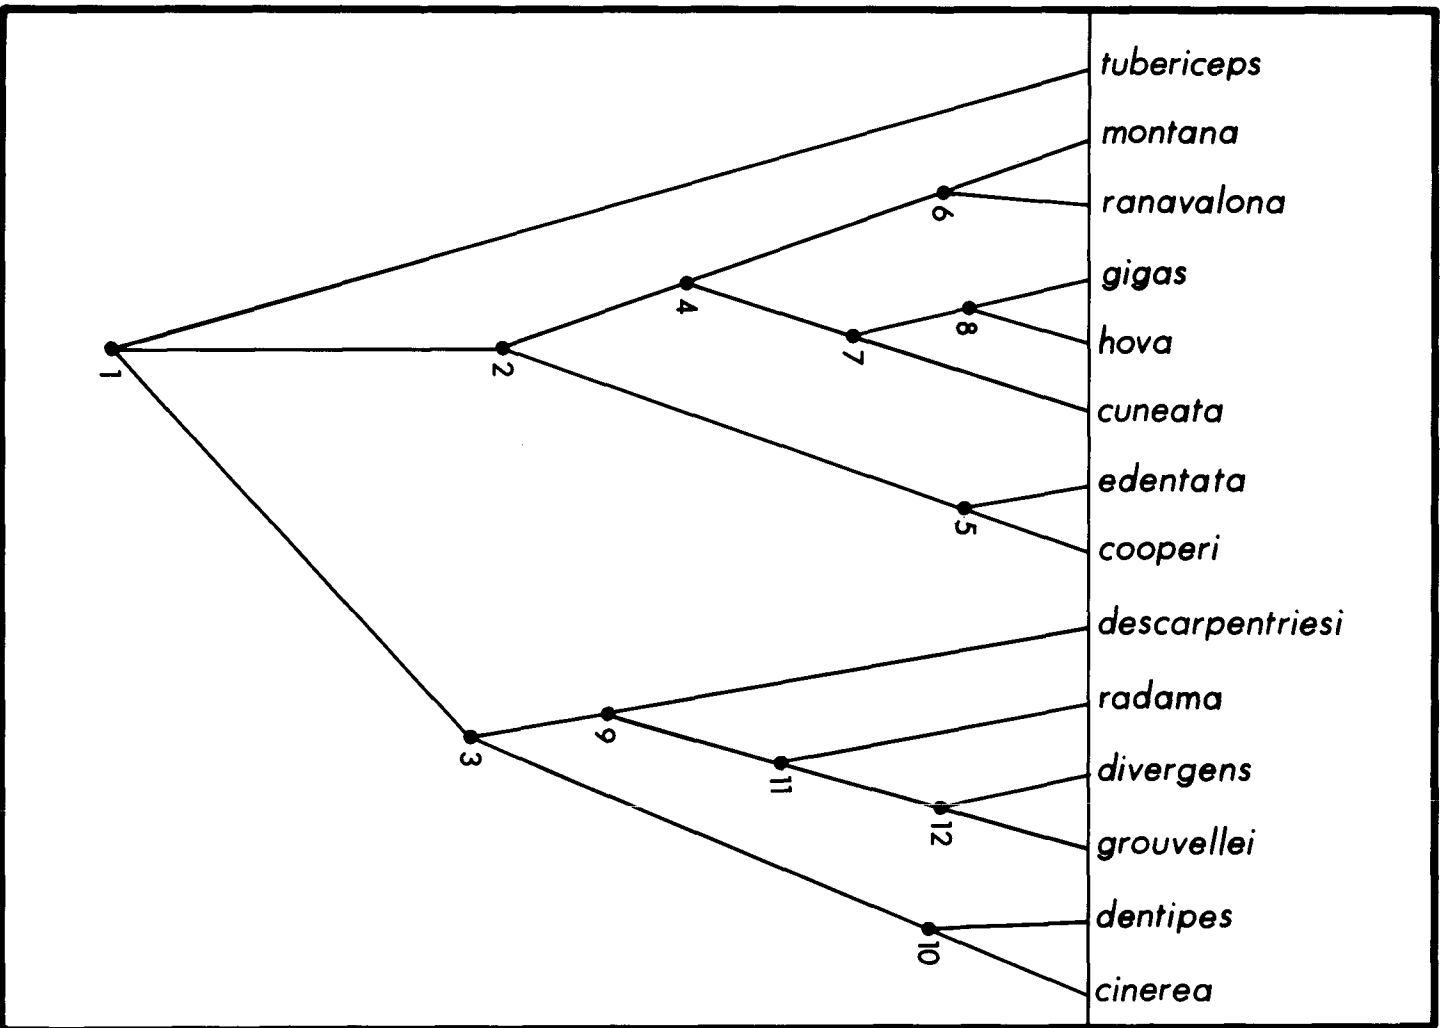 tubericeps
montana
ranavalona
6
gigas
4
8
hova
7
1
2
cuneata
edentata
5
cooperi
descarpentriesi
radama
9
3
divergens
11
12
grouvellei
dentipes
10
cinerea